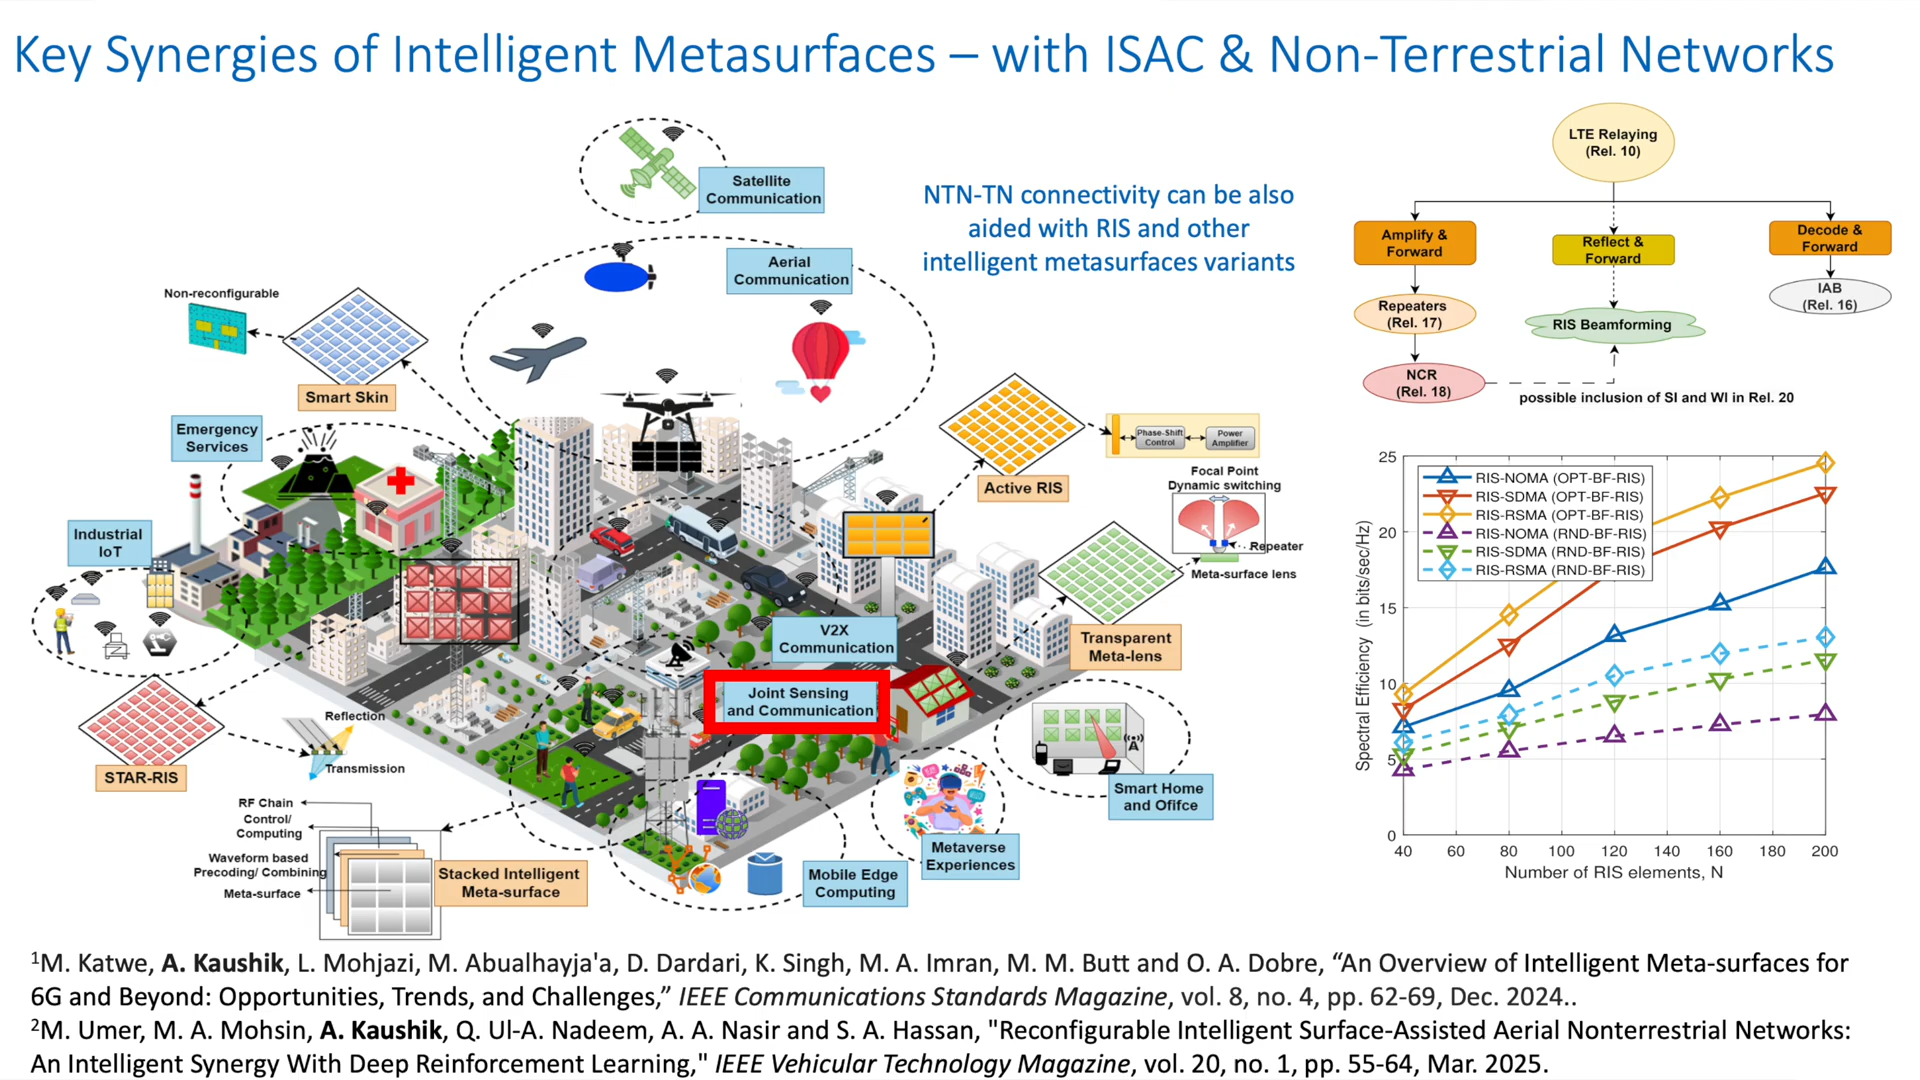 Key Synergies of Intelligent Metasurfaces – with ISAC & Non-Terrestrial Networks
Satellite
Communication
Aerial
Communication
NTN-TN connectivity can be also
aided with RIS and other
intelligent metasurfaces variants
LTE Relaying
(Rel. 10)
Amplify &
Forward
Reflect &
Forward
Decode &
Forward
Repeaters
(Rel. 17)
RIS Beamforming
IAB
(Rel. 16)
NCR
(Rel. 18)
possible inclusion of SI and WI in Rel. 20
Non-reconfigurable
Smart Skin
Emergency
Services
Industrial
IoT
Active RIS
Phase-Shift
Control
Power
Amplifier
Focal Point
Dynamic switching
Repeater
Meta-surface lens
Transparent
Meta-lens
V2X
Communication
Joint Sensing
and Communication
STAR-RIS
Reflection
Transmission
Smart Home
and Ofifce
Metaverse
Experiences
Mobile Edge
Computing
RF Chain
Control/
Computing
Waveform based
Precoding/ Combining
Meta-surface
Stacked Intelligent
Meta-surface
RIS-NOMA (OPT-BF-RIS)
RIS-SDMA (OPT-BF-RIS)
RIS-RSMA (OPT-BF-RIS)
RIS-NOMA (RND-BF-RIS)
RIS-SDMA (RND-BF-RIS)
RIS-RSMA (RND-BF-RIS)
Spectral Efficiency (in bits/sec/Hz)
25
20
15
10
5
0
40 60 80 100 120 140 160 180 200
Number of RIS elements, N
1M. Katwe, A. Kaushik, L. Mohjazi, M. Abualhayja'a, D. Dardari, K. Singh, M. A. Imran, M. M. Butt and O. A. Dobre, “An Overview of Intelligent Meta-surfaces for
6G and Beyond: Opportunities, Trends, and Challenges,” IEEE Communications Standards Magazine, vol. 8, no. 4, pp. 62-69, Dec. 2024..
2M. Umer, M. A. Mohsin, A. Kaushik, Q. Ul-A. Nadeem, A. A. Nasir and S. A. Hassan, "Reconfigurable Intelligent Surface-Assisted Aerial Nonterrestrial Networks:
An Intelligent Synergy With Deep Reinforcement Learning," IEEE Vehicular Technology Magazine, vol. 20, no. 1, pp. 55-64, Mar. 2025.